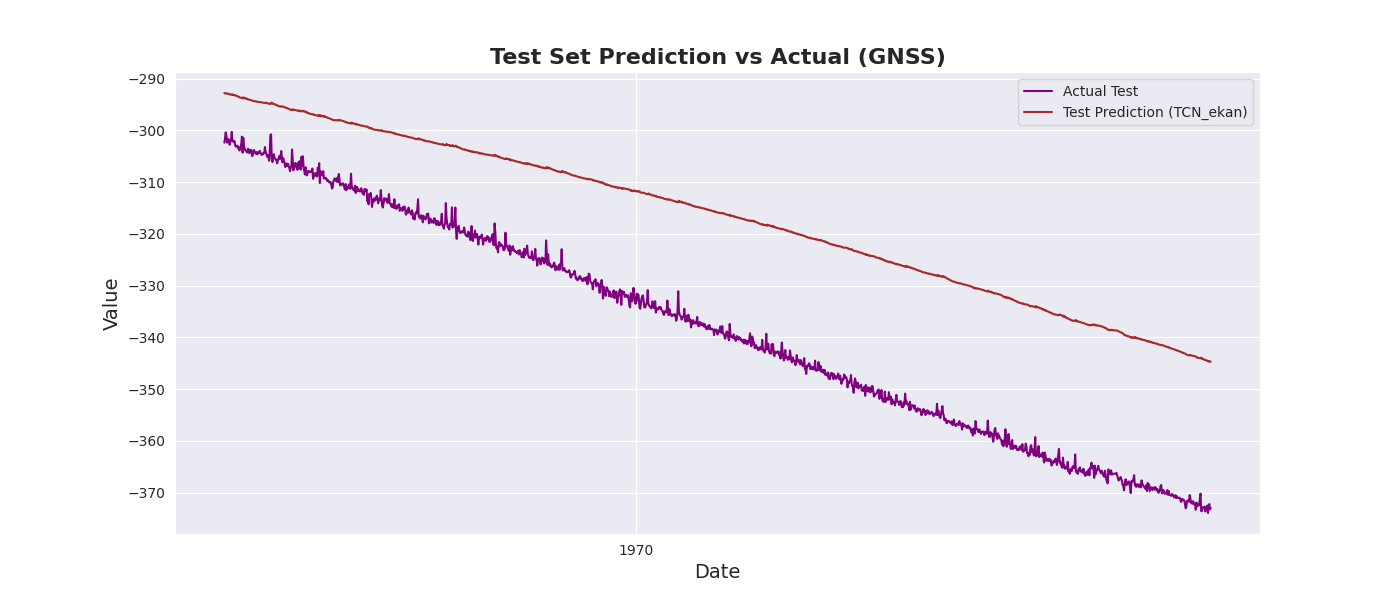 Test Set Prediction vs Actual (GNSS)
Actual Test
Test Prediction (TCN_ekan)
Value
−290
−300
−310
−320
−330
−340
−350
−360
−370
1970
Date